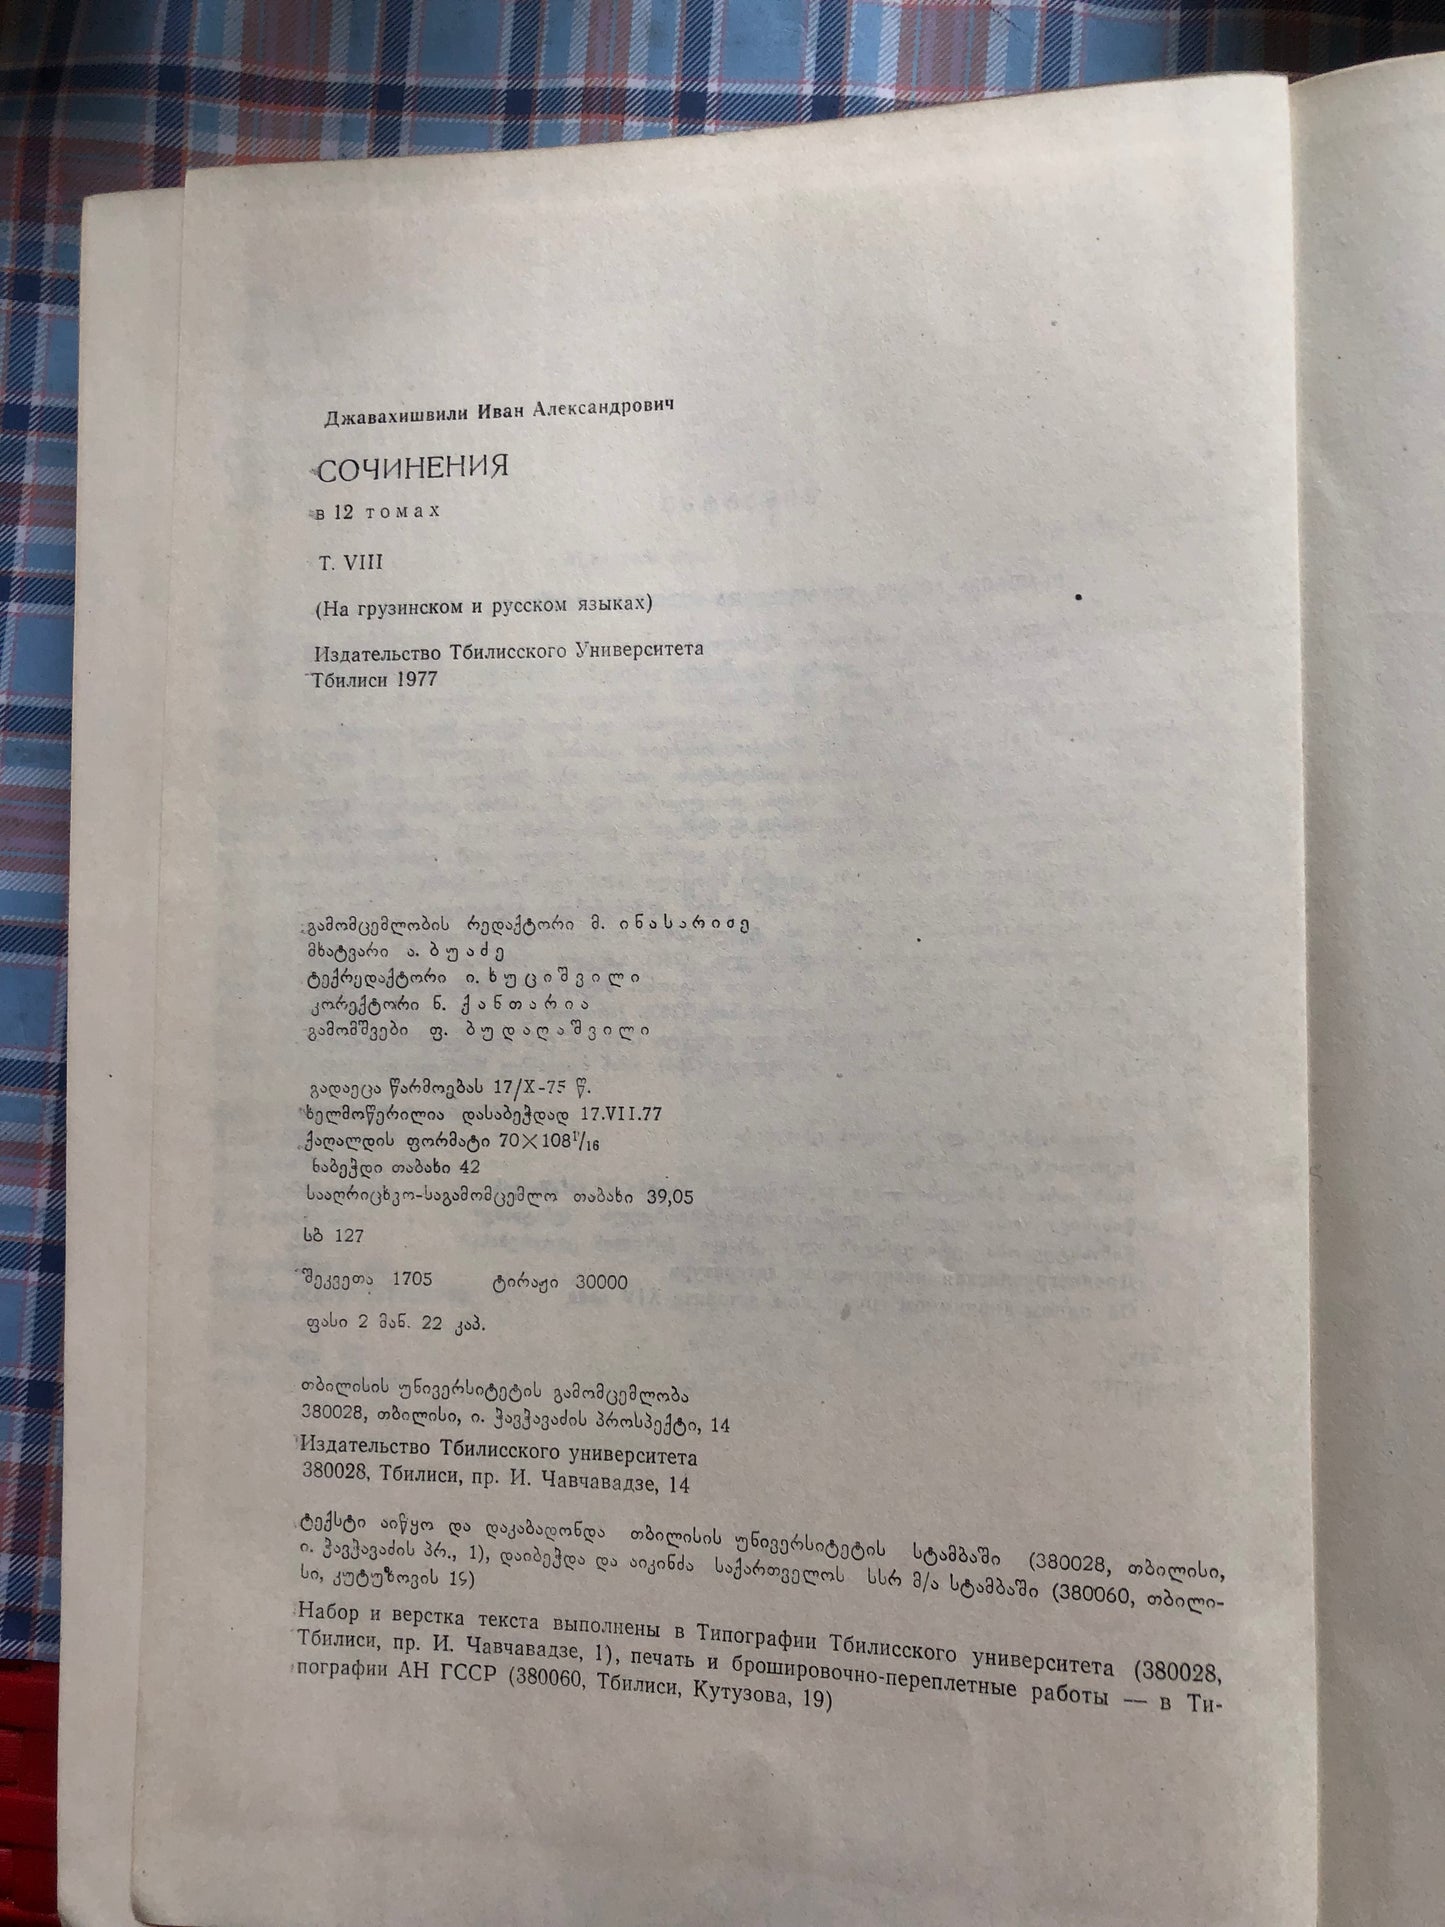 Джавахишвили Иван Александрович
СОЧИНЕНИЯ
в 12 томах
Т. VIII
(На грузинском и русском языках)
Издательство Тбилисского Университета
Тбилиси 1977
გამომცემლობის რედაქტორი მ. ინასარიძე
მხატვარი ა. ბუაძე
ტექრედაქტორი ი. ხუციშვილი
კორექტორი ნ. ქანთარია
გამომშვები ფ. ბუდაღაშვილი
გადაეცა წარმოებას 17/X-75 წ.
ხელმოწერილია დასაბეჭდად 17.VII.77
ქაღალდის ფორმატი 70×108¹/₁₆
ნაბეჭდი თაბახი 42
სააღრიცხვო-საგამომცემლო თაბახი 39,05
სბ 127
შეკვეთა 1705 ტირაჟი 30000
ფასი 2 მან. 22 კაპ.
თბილისის უნივერსიტეტის გამომცემლობა
380028, თბილისი, ი. ჭავჭავაძის პროსპექტი, 14
Издательство Тбилисского университета
380028, Тбилиси, пр. И. Чавчавадзе, 14
ტექსტი აიწყო და დაკაბადონდა თბილისის უნივერსიტეტის სტამბაში (380028, თბილისი,
ი. ჭავჭავაძის პრ., 1), დაიბეჭდა და აიკინძა საქართველოს სსრ მ/ა სტამბაში (380060, თბილი-
სი, კუტუზოვის 19)
Набор и верстка текста выполнены в Типографии Тбилисского университета (380028,
Тбилиси, пр. И. Чавчавадзе, 1), печать и брошировочно-переплетные работы — в Ти-
пографии АН ГССР (380060, Тбилиси, Кутузова, 19)